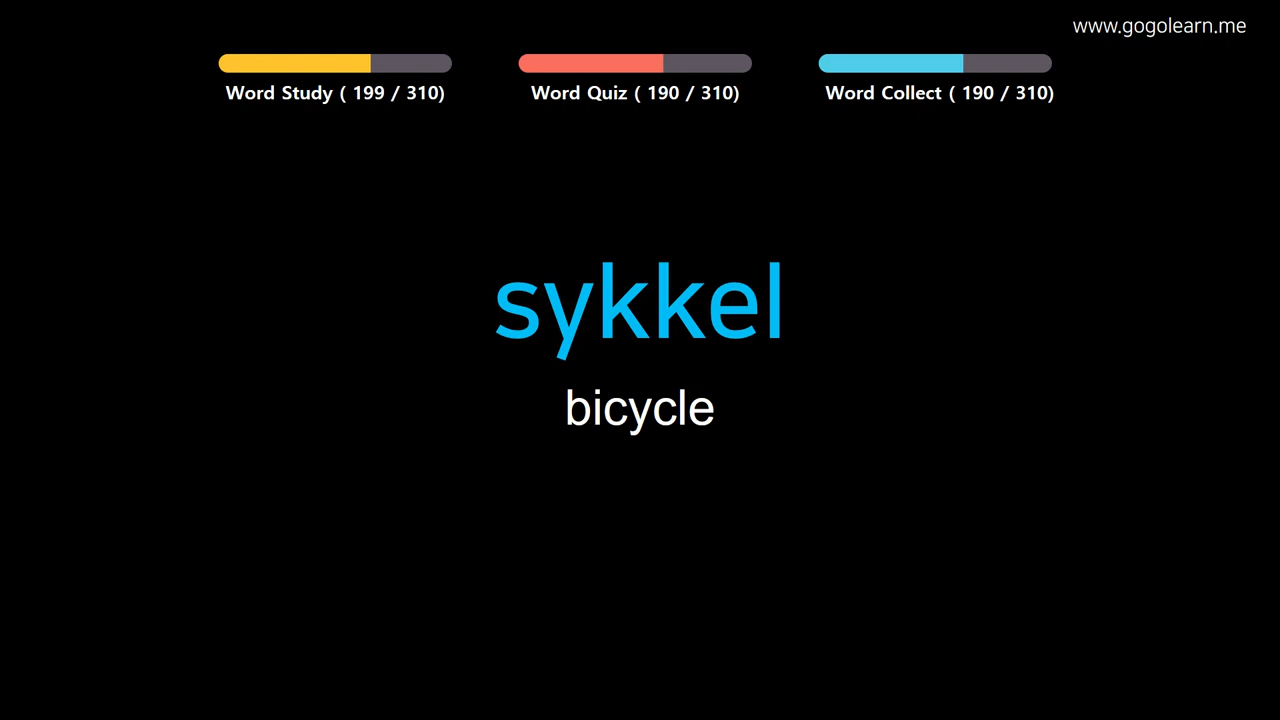 www.gogolearn.me
Word Study ( 199 / 310)
Word Quiz ( 190 / 310)
Word Collect ( 190 / 310)
sykkel
bicycle